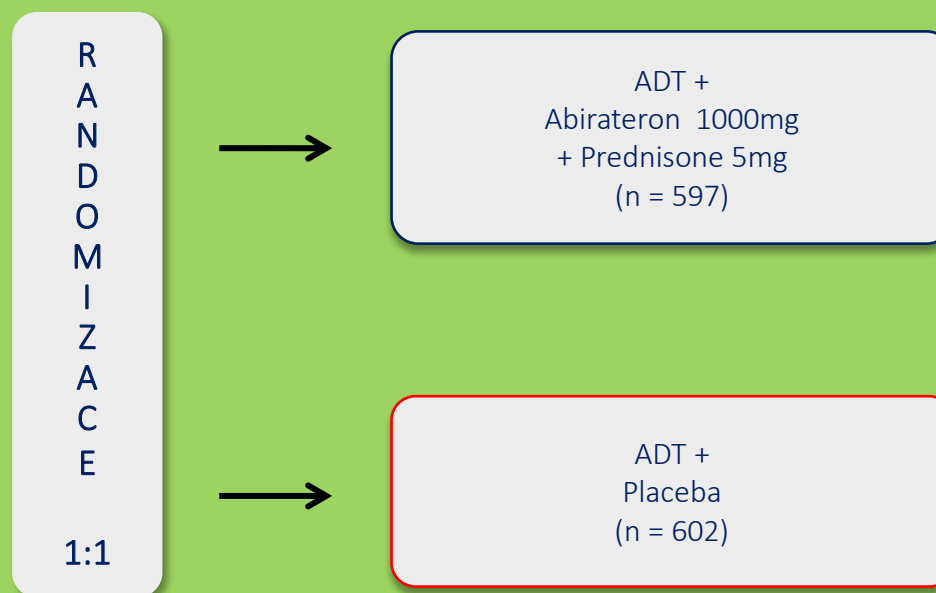 R
A
N
D
O
M
I
Z
A
C
E
1:1
ADT +
Abirateron 1000mg
+ Prednisone 5mg
(n = 597)
ADT +
Placeba
(n = 602)